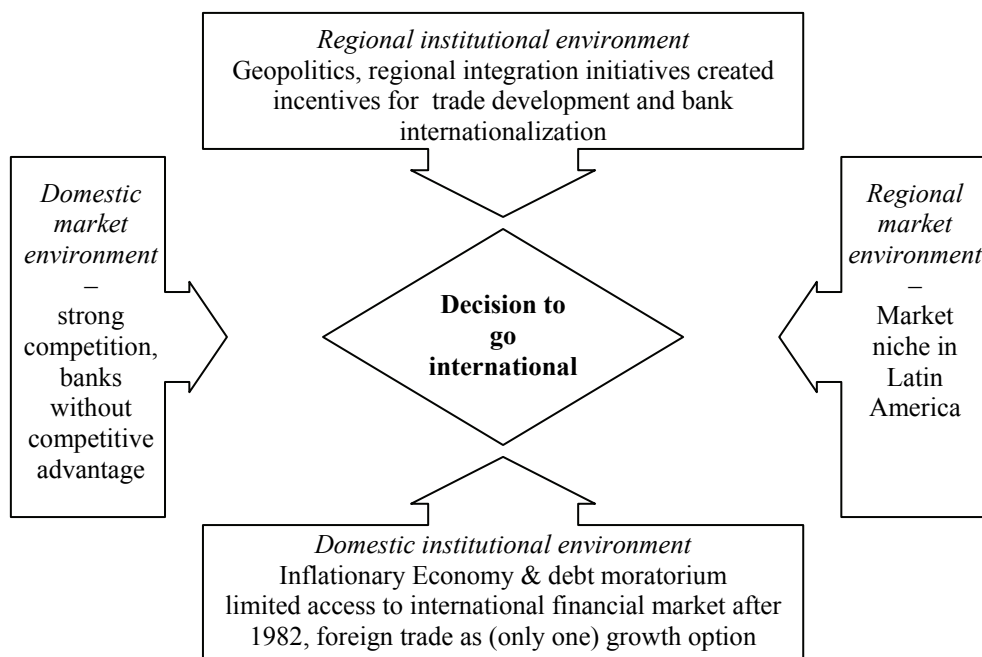 Regional institutional environment
Geopolitics, regional integration initiatives created
incentives for trade development and bank
internationalization
Domestic
market
environment
–
strong
competition,
banks
without
competitive
advantage
Decision to
go
international
Regional
market
environment
–
Market
niche in
Latin
America
Domestic institutional environment
Inflationary Economy & debt moratorium
limited access to international financial market after
1982, foreign trade as (only one) growth option